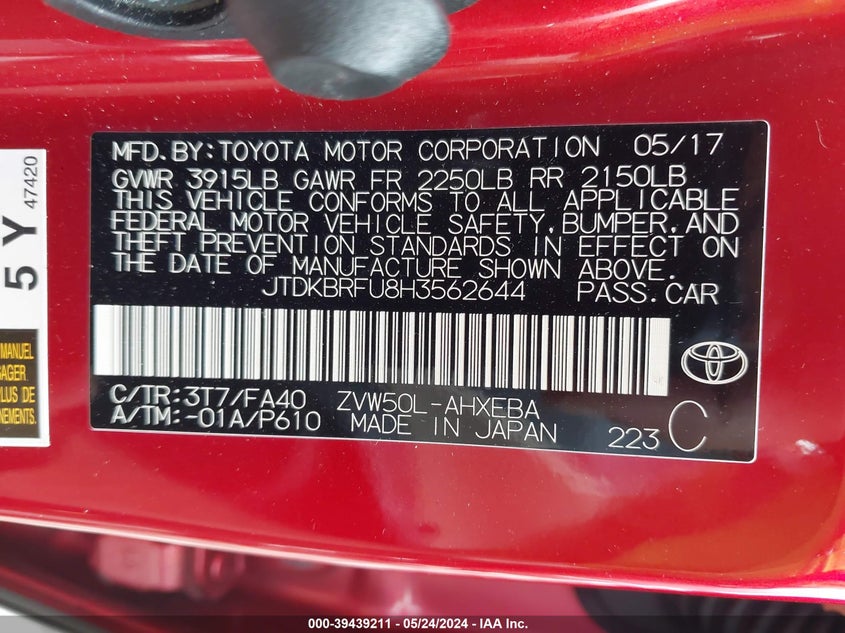 MFD.BY:TOYOTA MOTOR CORPORATION 05/17
GVWR 3915LB GAWR FR 2250LB RR 2150LB
THIS VEHICLE CONFORMS TO ALL APPLICABLE
FEDERAL MOTOR VEHICLE SAFETY,BUMPER,AND
THEFT PREVENTION STANDARDS IN EFFECT ON
THE DATE OF MANUFACTURE SHOWN ABOVE.
JTDKBRFU8H3562644 PASS.CAR
C/TR:3T7/FA40 ZVW50L-AHXEBA
A/TM:-01A/P610 MADE IN JAPAN 223 C
5 Y
47420
MANUEL
PLUS DE
000-39439211 - 05/24/2024 - IAA Inc.